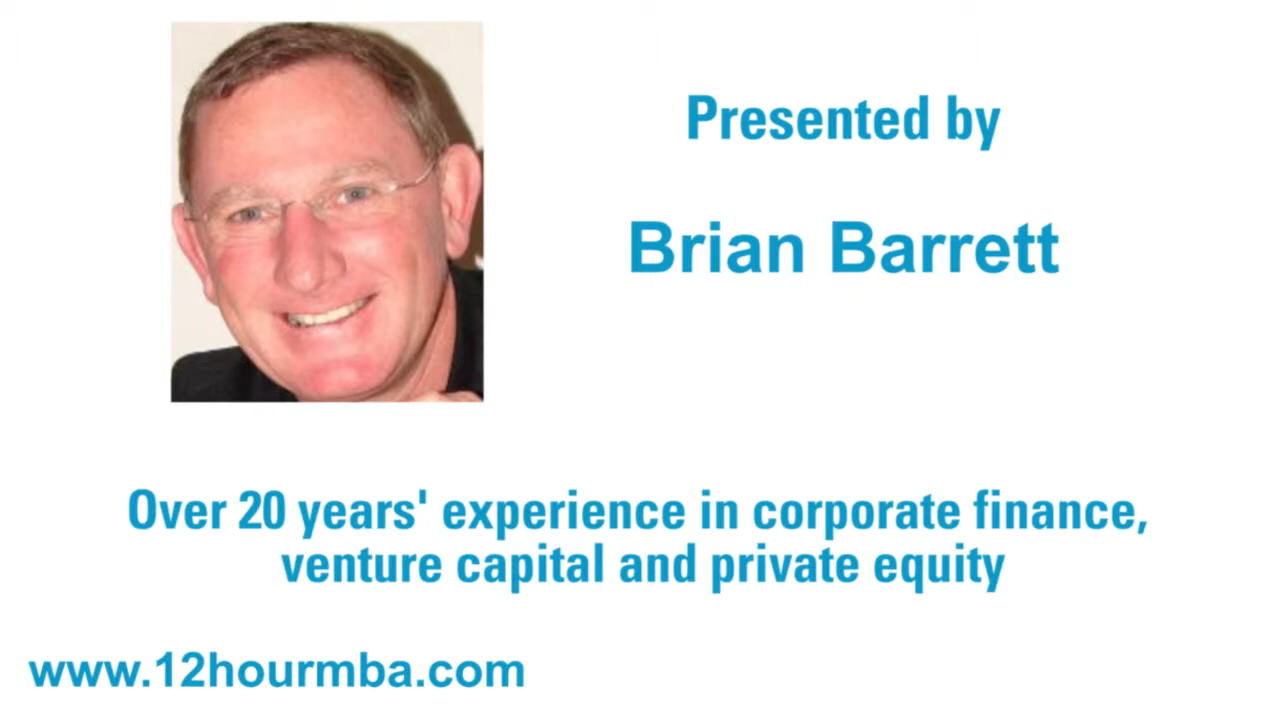 Presented by
Brian Barrett
Over 20 years' experience in corporate finance,
venture capital and private equity
www.12hourmba.com